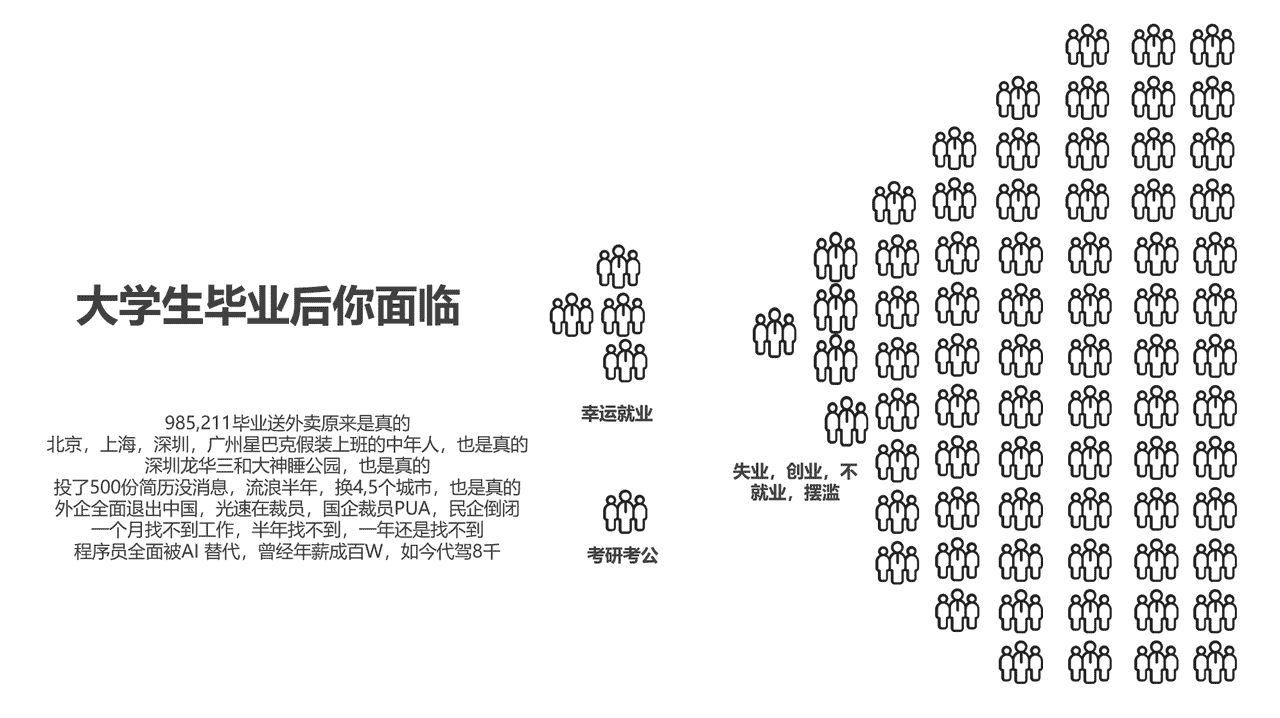 大学生毕业后你面临
985,211毕业送外卖原来是真的
北京，上海，深圳，广州星巴克假装上班的中年人，也是真的
深圳龙华三和大神睡公园，也是真的
投了500份简历没消息，流浪半年，换4,5个城市，也是真的
外企全面退出中国，光速在裁员，国企裁员PUA，民企倒闭
一个月找不到工作，半年找不到，一年还是找不到
程序员全面被AI 替代，曾经年薪成百W，如今代驾8千
幸运就业
考研考公
失业，创业，不
就业，摆滥